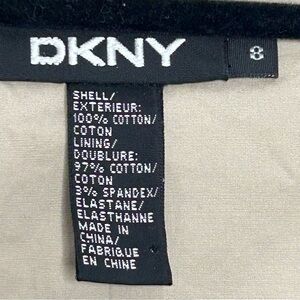 DKNY
8
SHELL/
EXTERIEUR:
100% COTTON/
COTON
LINING/
DOUBLURE:
97% COTTON/
COTON
3% SPANDEX/
ELASTANE/
ELASTHANNE
MADE IN
CHINA/
FABRIQUE
EN CHINE